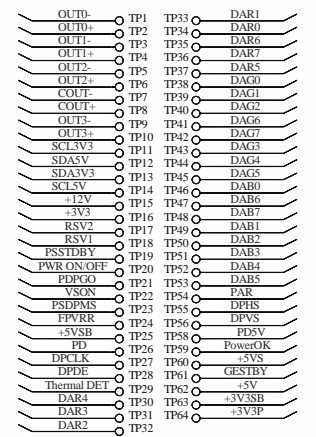 OUT0- TP1 TP33 DAR1
OUT0+ TP2 TP34 DAR0
OUT1- TP3 TP35 DAR6
OUT1+ TP4 TP36 DAR7
OUT2- TP5 TP37 DAR5
OUT2+ TP6 TP38 DAG0
COUT- TP7 TP39 DAG1
COUT+ TP8 TP40 DAG2
OUT3- TP9 TP41 DAG6
OUT3+ TP10 TP42 DAG7
SCL3V3 TP11 TP43 DAG3
SDA5V TP12 TP44 DAG4
SDA3V3 TP13 TP45 DAG5
SCL5V TP14 TP46 DAB0
+12V TP15 TP47 DAB6
+3V3 TP16 TP48 DAB7
RSV2 TP17 TP49 DAB1
RSV1 TP18 TP50 DAB2
PSSTDBY TP19 TP51 DAB3
PWR ON/OFF TP20 TP52 DAB4
PDPGO TP21 TP53 DAB5
VSON TP22 TP54 PAR
PSDPMS TP23 TP55 DPHS
FPVRR TP24 TP56 DPVS
+5VSB TP25 TP58 PD5V
PD TP26 TP59 PowerOK
DPCLK TP27 TP60 +5VS
DPDE TP28 TP61 GESTBY
Thermal DET TP29 TP62 +5V
DAR4 TP30 TP63 +3V3SB
DAR3 TP31 TP64 +3V3P
DAR2 TP32